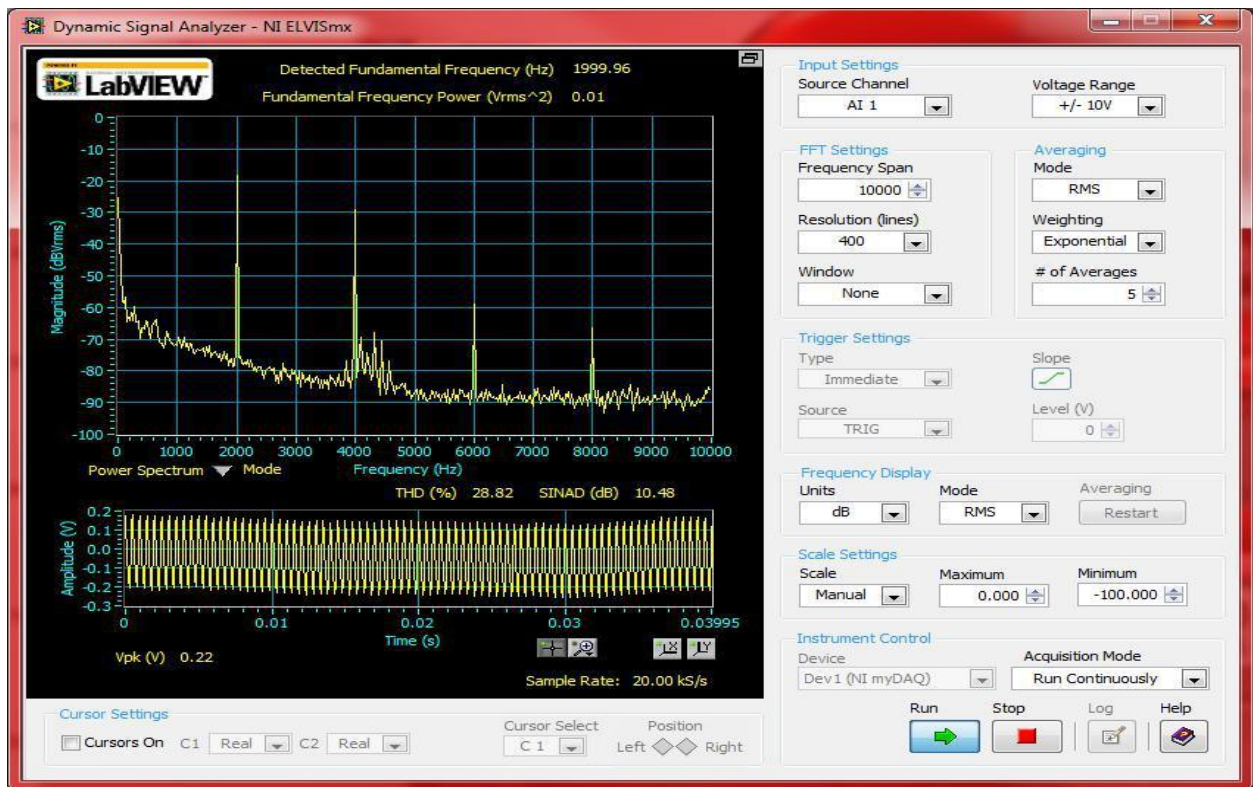 Dynamic Signal Analyzer - NI ELVISmx
LabVIEW
Detected Fundamental Frequency (Hz) 1999.96
Fundamental Frequency Power (Vrms^2) 0.01
Magnitude (dBVrms)
0
-10
-20
-30
-40
-50
-60
-70
-80
-90
-100
0 1000 2000 3000 4000 5000 6000 7000 8000 9000 10000
Power Spectrum Mode Frequency (Hz)
THD (%) 28.82 SINAD (dB) 10.48
Amplitude (V)
0.2
0.1
0.0
-0.1
-0.2
-0.3
0 0.01 0.02 0.03 0.03995
Time (s)
Vpk (V) 0.22
Sample Rate: 20.00 kS/s
Cursor Settings
Cursors On C1 Real C2 Real
Cursor Select Position
C 1 Left Right
Input Settings
Source Channel Voltage Range
AI 1 +/- 10V
FFT Settings
Frequency Span
10000
Resolution (lines)
400
Window
None
Averaging
Mode
RMS
Weighting
Exponential
# of Averages
5
Trigger Settings
Type Slope
Immediate
Source Level (V)
TRIG 0
Frequency Display
Units Mode Averaging
dB RMS Restart
Scale Settings
Scale Maximum Minimum
Manual 0.000 -100.000
Instrument Control
Device Acquisition Mode
Dev1 (NI myDAQ) Run Continuously
Run Stop Log Help